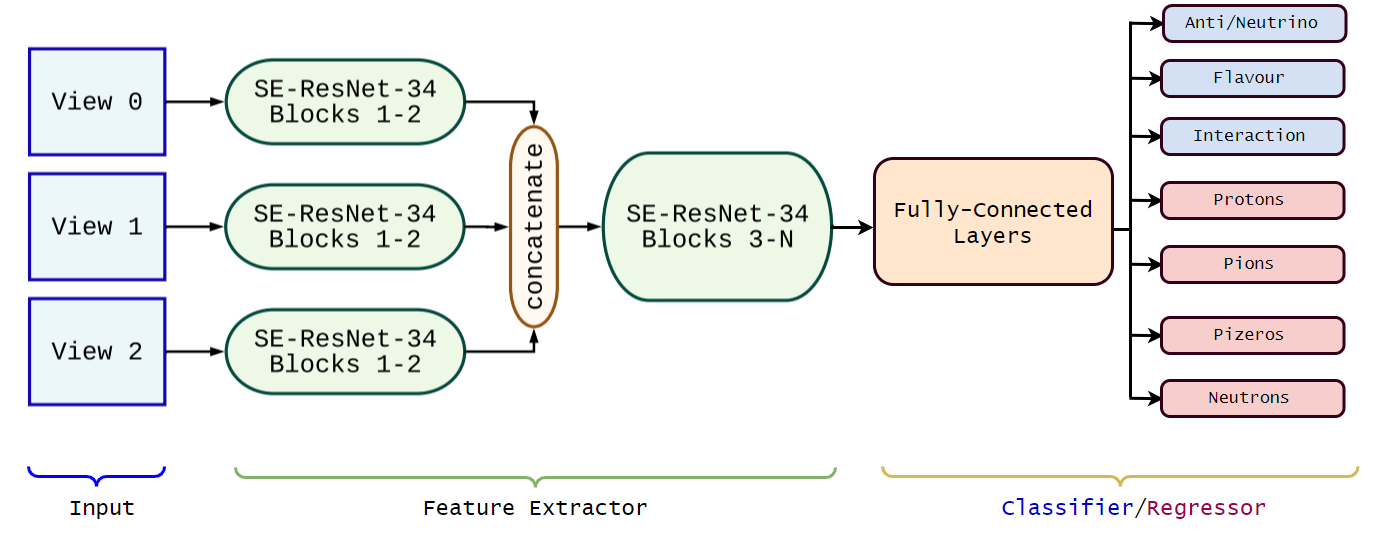 View 0
SE-ResNet-34
Blocks 1-2
View 1
SE-ResNet-34
Blocks 1-2
View 2
SE-ResNet-34
Blocks 1-2
concatenate
SE-ResNet-34
Blocks 3-N
Fully-Connected
Layers
Anti/Neutrino
Flavour
Interaction
Protons
Pions
Pizeros
Neutrons
Input
Feature Extractor
Classifier/Regressor